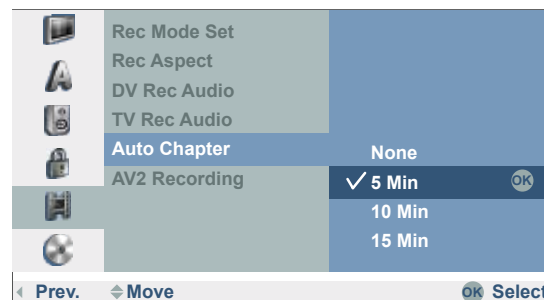 Rec Mode Set
Rec Aspect
DV Rec Audio
TV Rec Audio
Auto Chapter
AV2 Recording
None
✓ 5 Min OK
10 Min
15 Min
Prev. Move OK Select